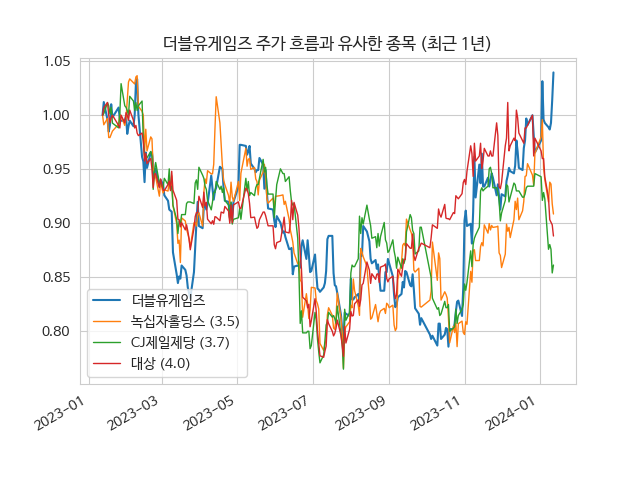 더블유게임즈 주가 흐름과 유사한 종목 (최근 1년)
1.05
1.00
0.95
0.90
0.85
0.80
더블유게임즈
녹십자홀딩스 (3.5)
CJ제일제당 (3.7)
대상 (4.0)
2023-01
2023-03
2023-05
2023-07
2023-09
2023-11
2024-01